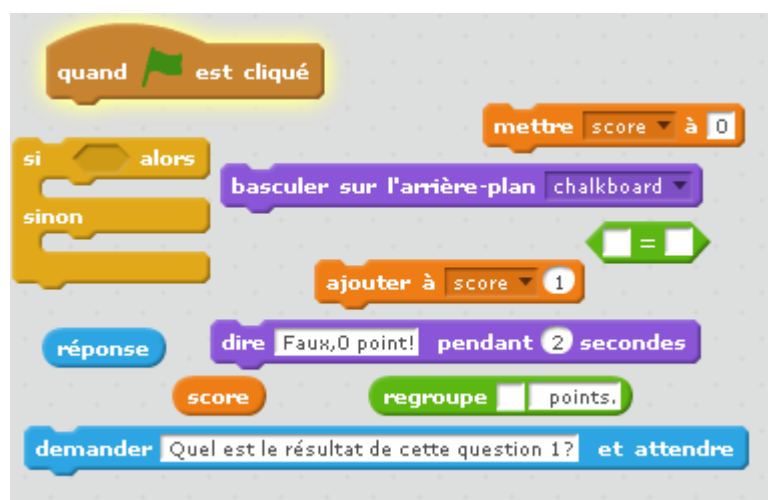 quand est cliqué
mettre score à 0
si alors
basculer sur l'arrière-plan chalkboard
sinon
=
ajouter à score 1
dire Faux,0 point! pendant 2 secondes
réponse
score
regroupe points.
demander Quel est le résultat de cette question 1? et attendre